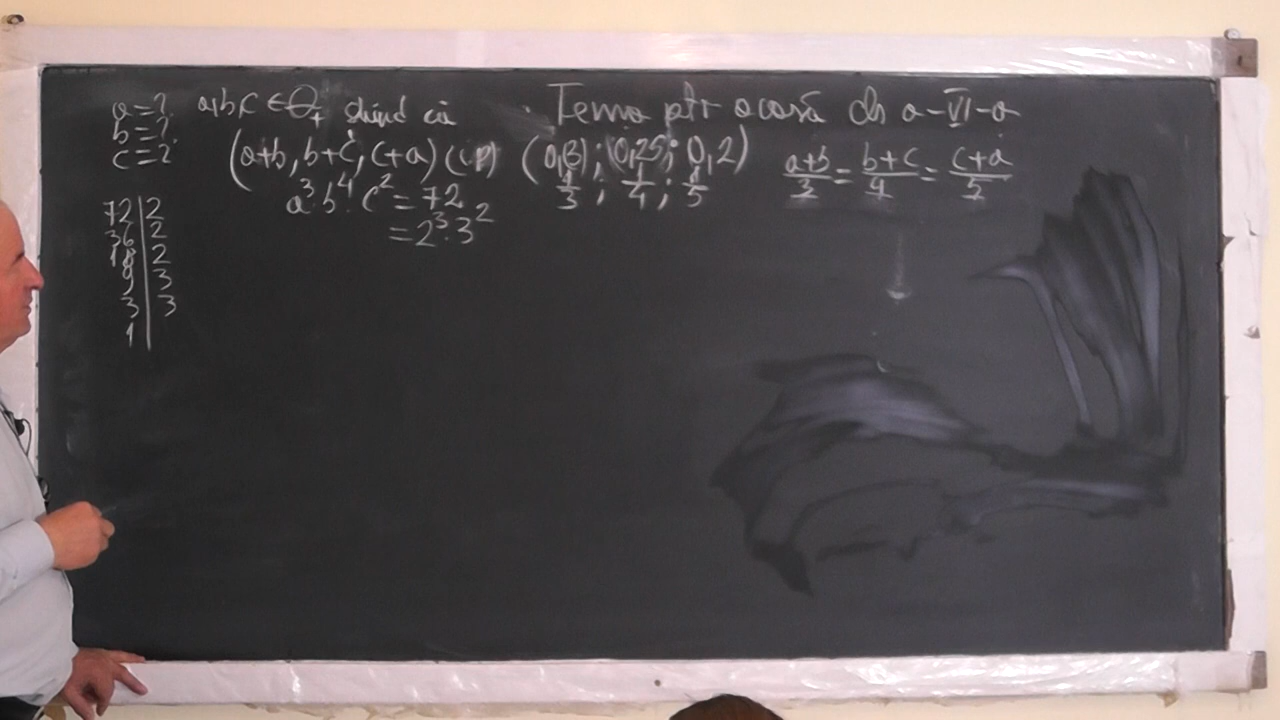 a=? a,b,c ∈ Q₊ știind că
b=?
c=?
Temă ptr acasă cls a-VI-a
(a+b, b+c, c+a) (i.p) (0,(3); 0,25; 0,2)
1/3 ; 1/4 ; 1/5
(a+b)/3 = (b+c)/4 = (c+a)/5
a³·b⁴·c² = 72
= 2³·3²
72|2
36|2
18|2
9|3
3|3
1|